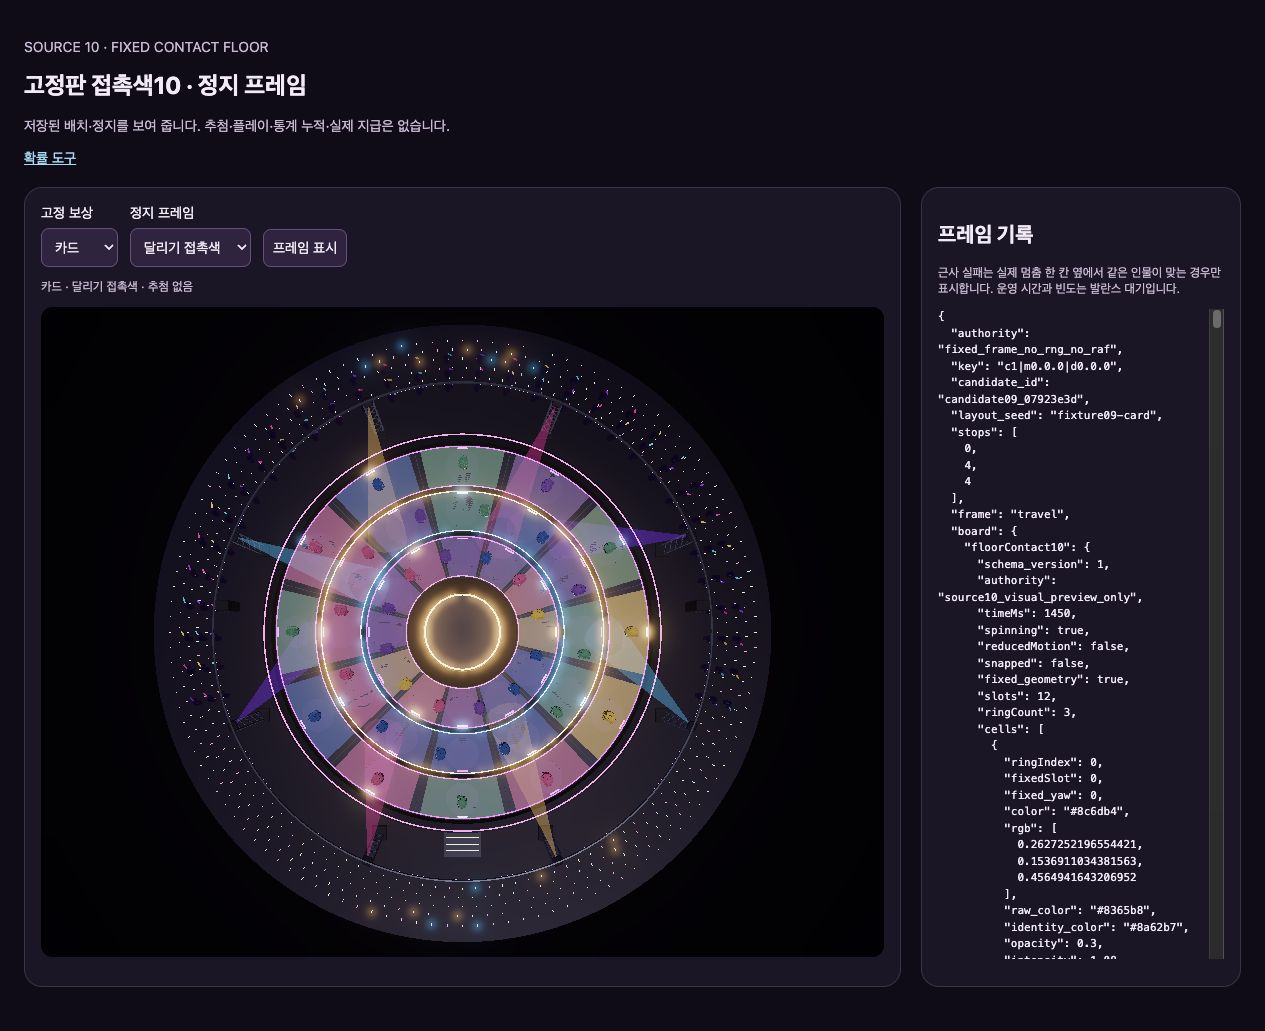 SOURCE 10 · FIXED CONTACT FLOOR
고정판 접촉색10 · 정지 프레임
저장된 배치·정지를 보여 줍니다. 추첨·플레이·통계 누적·실제 지급은 없습니다.
확률 도구
고정 보상
정지 프레임
카드
달리기 접촉색
프레임 표시
카드 · 달리기 접촉색 · 추첨 없음
프레임 기록
근사 실패는 실제 멈춤 한 칸 옆에서 같은 인물이 맞는 경우만
표시합니다. 운영 시간과 빈도는 발란스 대기입니다.
{
"authority":
"fixed_frame_no_rng_no_raf",
"key": "c1|m0.0.0|d0.0.0",
"candidate_id":
"candidate09_07923e3d",
"layout_seed": "fixture09-card",
"stops": [
0,
4,
4
],
"frame": "travel",
"board": {
"floorContact10": {
"schema_version": 1,
"authority":
"source10_visual_preview_only",
"timeMs": 1450,
"spinning": true,
"reducedMotion": false,
"snapped": false,
"fixed_geometry": true,
"slots": 12,
"ringCount": 3,
"cells": [
{
"ringIndex": 0,
"fixedSlot": 0,
"fixed_yaw": 0,
"color": "#8c6db4",
"rgb": [
0.2627252196554421,
0.1536911034381563,
0.4564941643206952
],
"raw_color": "#8365b8",
"identity_color": "#8a62b7",
"opacity": 0.3,